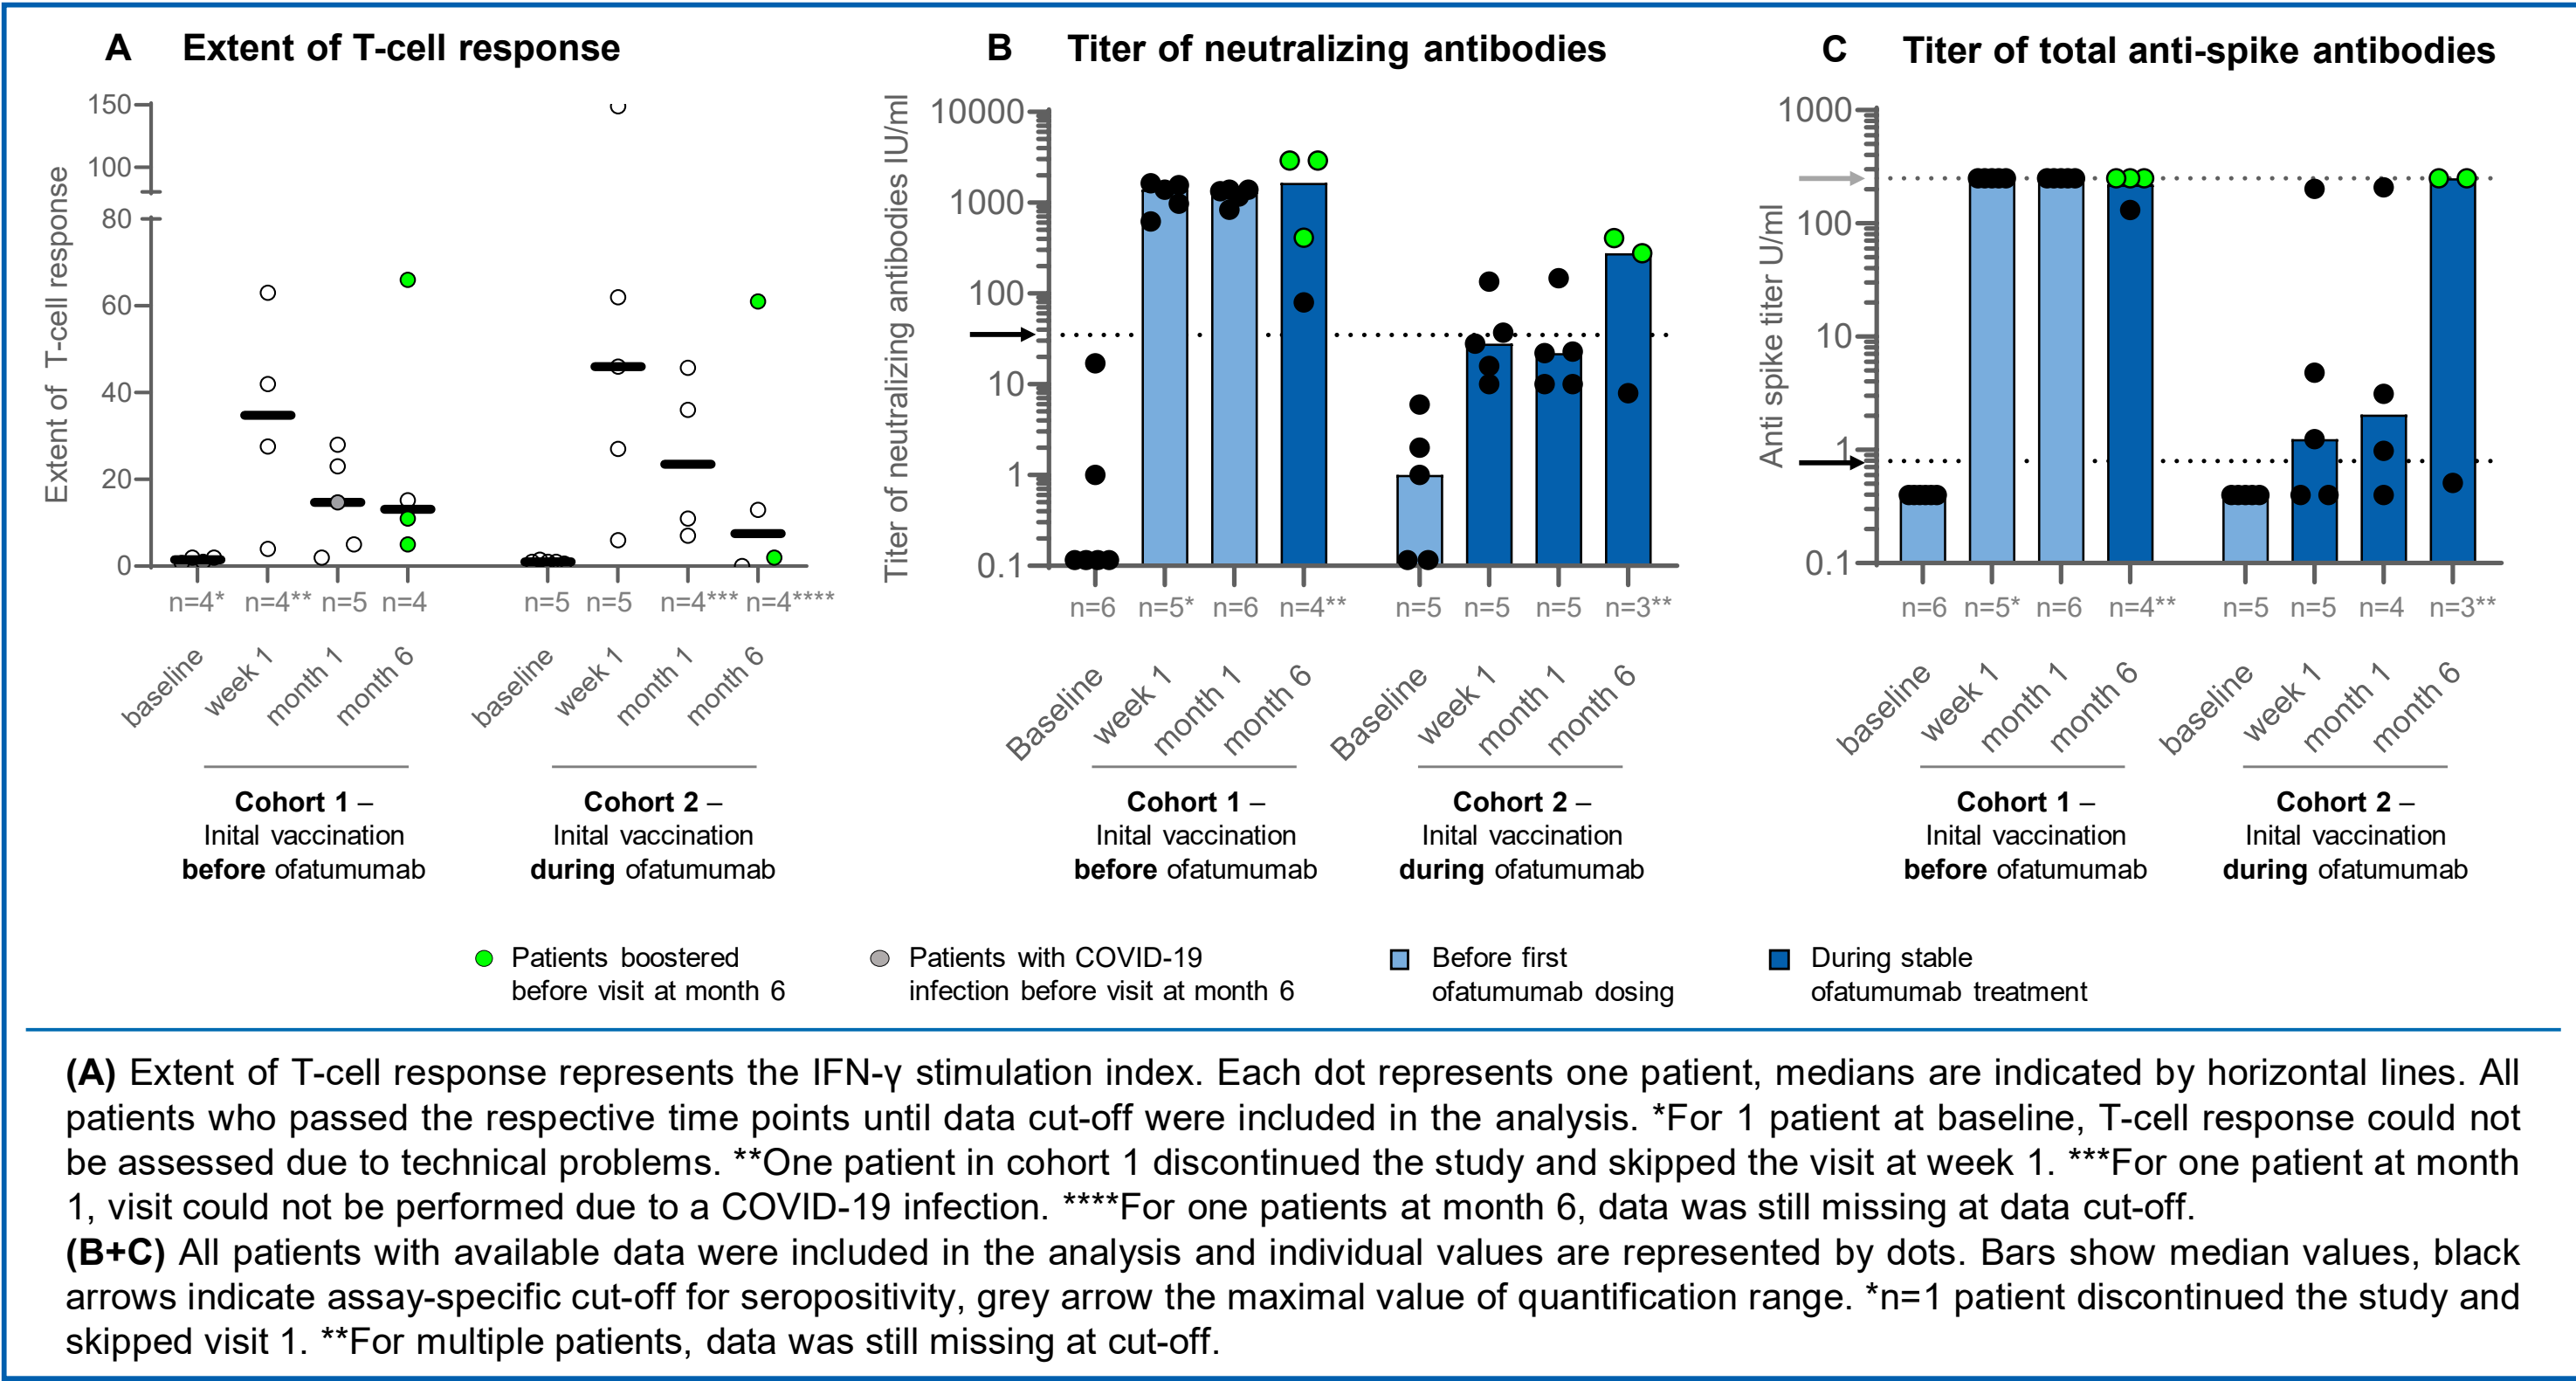 A Extent of T-cell response
Extent of T-cell response
150
100
80
60
40
20
0
n=4* n=4** n=5 n=4 n=5 n=5 n=4*** n=4****
baseline week 1 month 1 month 6 baseline week 1 month 1 month 6
Cohort 1 –
Inital vaccination
before ofatumumab
Cohort 2 –
Inital vaccination
during ofatumumab
B Titer of neutralizing antibodies
Titer of neutralizing antibodies IU/ml
10000
1000
100
10
1
0.1
n=6 n=5* n=6 n=4** n=5 n=5 n=5 n=3**
Baseline week 1 month 1 month 6 Baseline week 1 month 1 month 6
Cohort 1 –
Inital vaccination
before ofatumumab
Cohort 2 –
Inital vaccination
during ofatumumab
C Titer of total anti-spike antibodies
Anti spike titer U/ml
1000
100
10
1
0.1
n=6 n=5* n=6 n=4** n=5 n=5 n=4 n=3**
baseline week 1 month 1 month 6 baseline week 1 month 1 month 6
Cohort 1 –
Inital vaccination
before ofatumumab
Cohort 2 –
Inital vaccination
during ofatumumab
Patients boostered
before visit at month 6
Patients with COVID-19
infection before visit at month 6
Before first
ofatumumab dosing
During stable
ofatumumab treatment
(A) Extent of T-cell response represents the IFN-γ stimulation index. Each dot represents one patient, medians are indicated by horizontal lines. All
patients who passed the respective time points until data cut-off were included in the analysis. *For 1 patient at baseline, T-cell response could not
be assessed due to technical problems. **One patient in cohort 1 discontinued the study and skipped the visit at week 1. ***For one patient at month
1, visit could not be performed due to a COVID-19 infection. ****For one patients at month 6, data was still missing at data cut-off.
(B+C) All patients with available data were included in the analysis and individual values are represented by dots. Bars show median values, black
arrows indicate assay-specific cut-off for seropositivity, grey arrow the maximal value of quantification range. *n=1 patient discontinued the study and
skipped visit 1. **For multiple patients, data was still missing at cut-off.